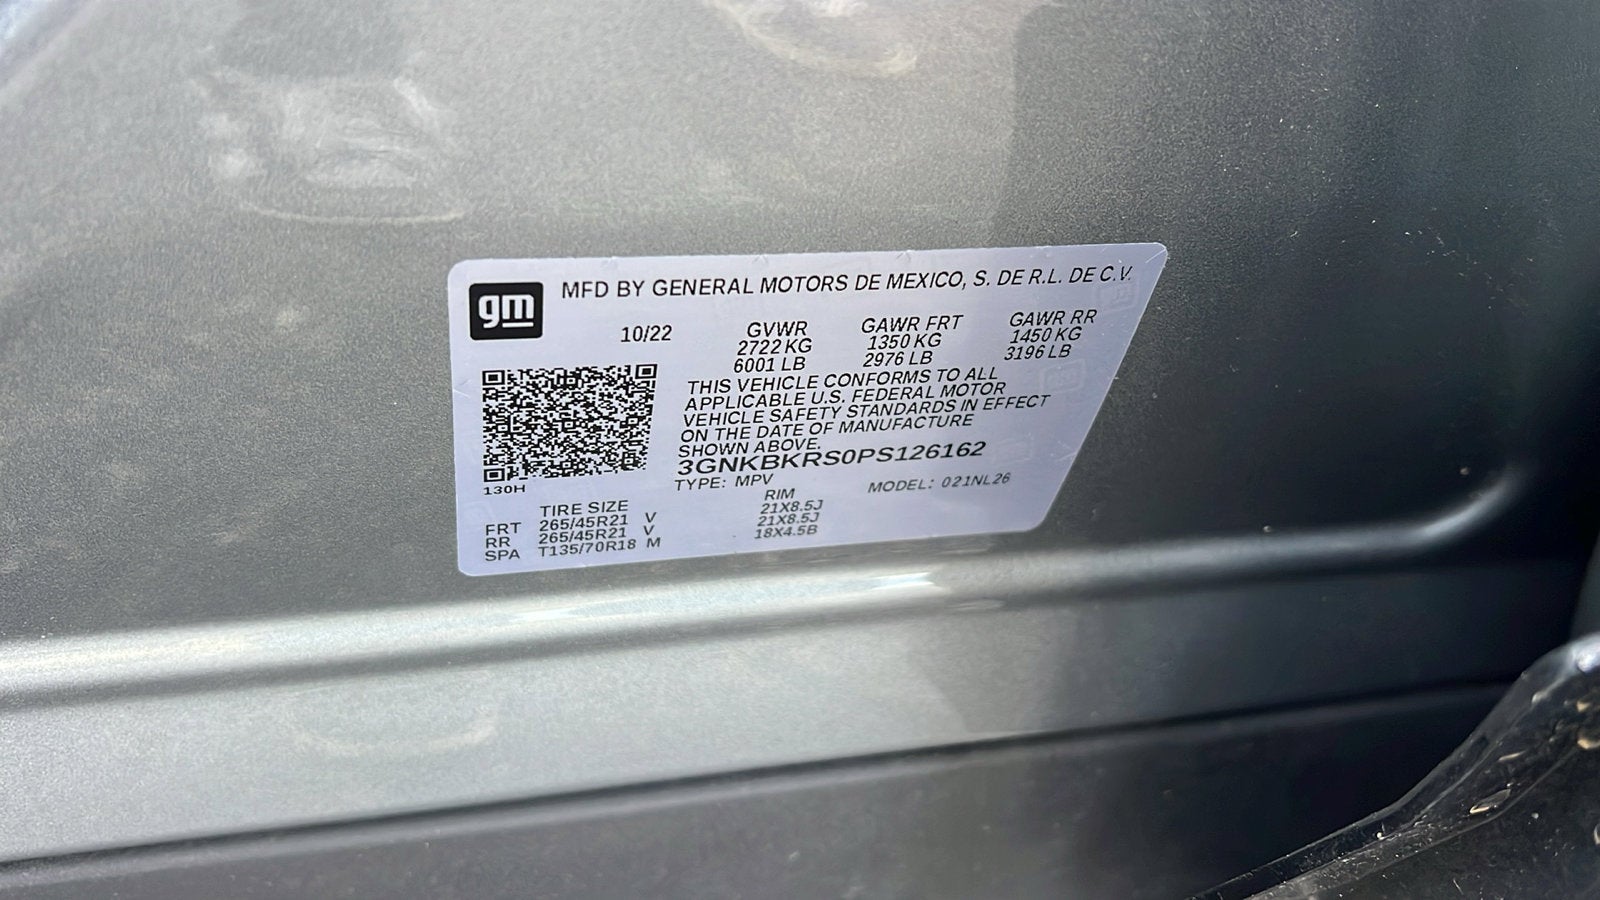 gm
MFD BY GENERAL MOTORS DE MEXICO, S. DE R.L. DE C.V.
10/22 GVWR GAWR FRT GAWR RR
2722 KG 1350 KG 1450 KG
6001 LB 2976 LB 3196 LB
THIS VEHICLE CONFORMS TO ALL
APPLICABLE U.S. FEDERAL MOTOR
VEHICLE SAFETY STANDARDS IN EFFECT
ON THE DATE OF MANUFACTURE
SHOWN ABOVE.
3GNKBKRS0PS126162
130H
TYPE: MPV MODEL: 021NL26
TIRE SIZE RIM
FRT 265/45R21 V 21X8.5J
RR 265/45R21 V 21X8.5J
SPA T135/70R18 M 18X4.5B